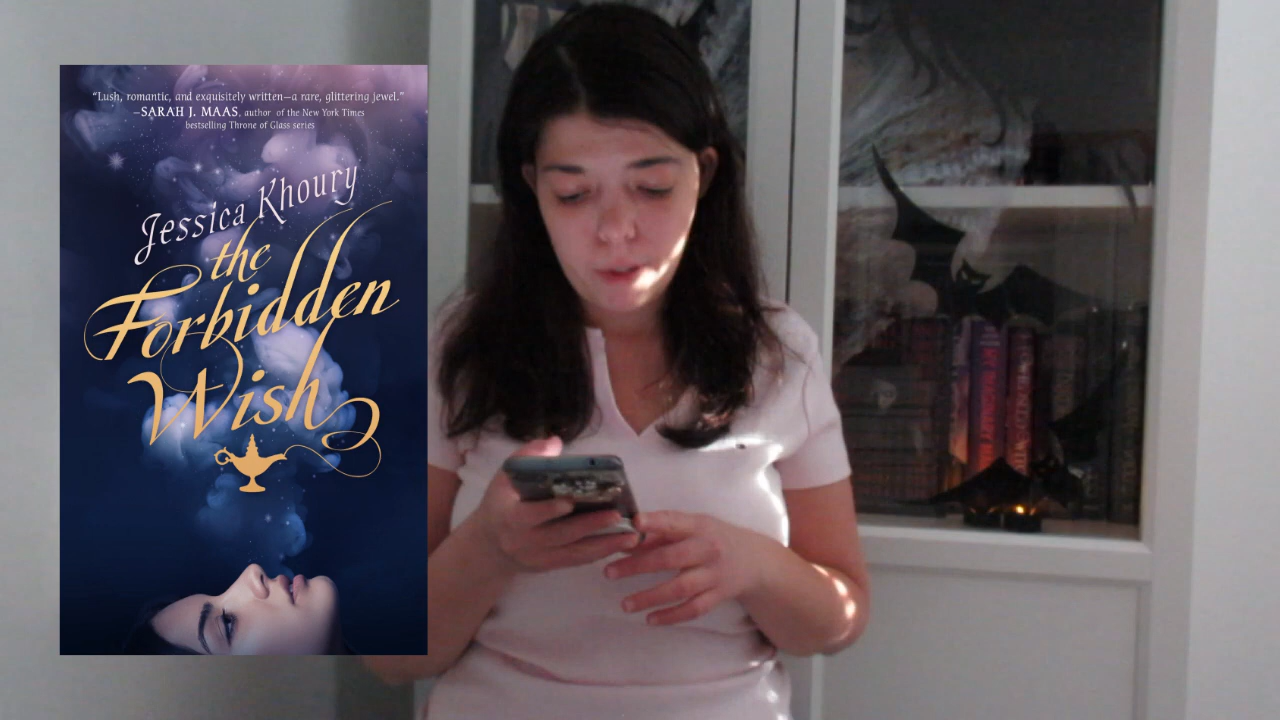 “Lush, romantic, and exquisitely written—a rare, glittering jewel.”
—SARAH J. MAAS, author of the New York Times
bestselling Throne of Glass series
Jessica Khoury
the
Forbidden
Wish